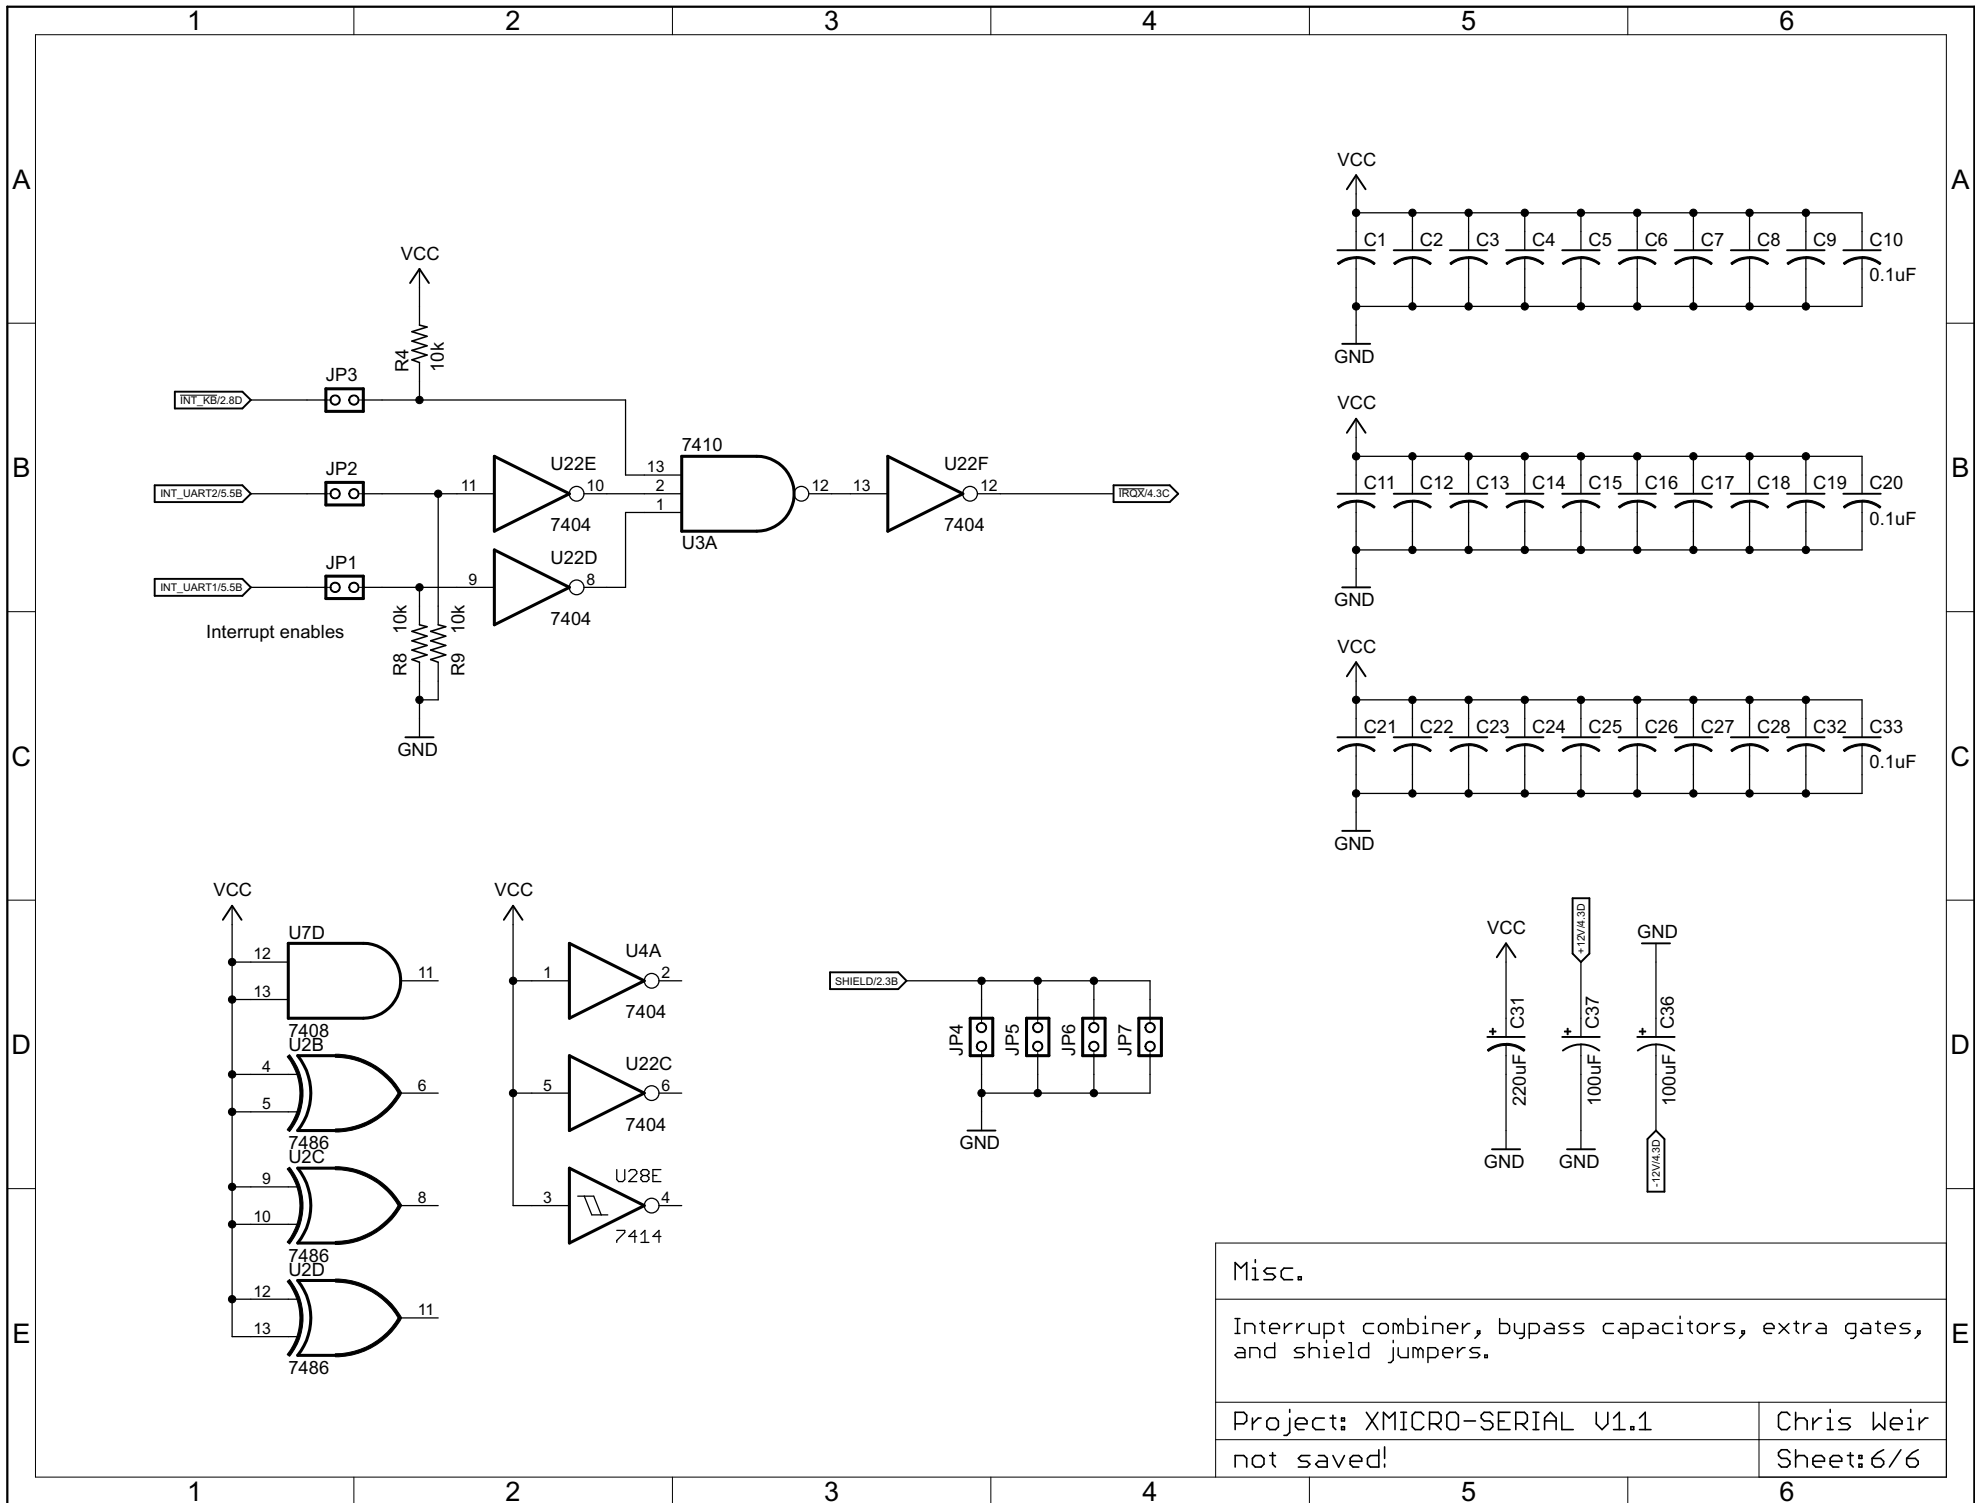 1 2 3 4 5 6
A A
B B
C C
D D
E E
VCC
R4
10k
JP3
INT_KB/2.8D
JP2
INT_UART2/5.5B
JP1
INT_UART1/5.5B
Interrupt enables
11 U22E 10
7404
9 U22D 8
7404
10k 10k
R8 R9
GND
7410
13
2
1
12
U3A
13 U22F 12
7404
IRQX/4.3C
VCC
C1 C2 C3 C4 C5 C6 C7 C8 C9 C10
0.1uF
GND
VCC
C11 C12 C13 C14 C15 C16 C17 C18 C19 C20
0.1uF
GND
VCC
C21 C22 C23 C24 C25 C26 C27 C28 C32 C33
0.1uF
GND
VCC
U7D
12
13
11
7408
U2B
4
5
6
7486
U2C
9
10
8
7486
U2D
12
13
11
7486
VCC
U4A
1 2
7404
U22C
5 6
7404
U28E
3 4
7414
SHIELD/2.3B
JP4 JP5 JP6 JP7
GND
VCC
+ C31
220uF
GND
+12V/4.3D
+ C37
100uF
GND
GND
+ C36
100uF
-12V/4.3D
Misc.
Interrupt combiner, bypass capacitors, extra gates,
and shield jumpers.
Project: XMICRO-SERIAL V1.1
Chris Weir
not saved!
Sheet: 6/6
1 2 3 4 5 6